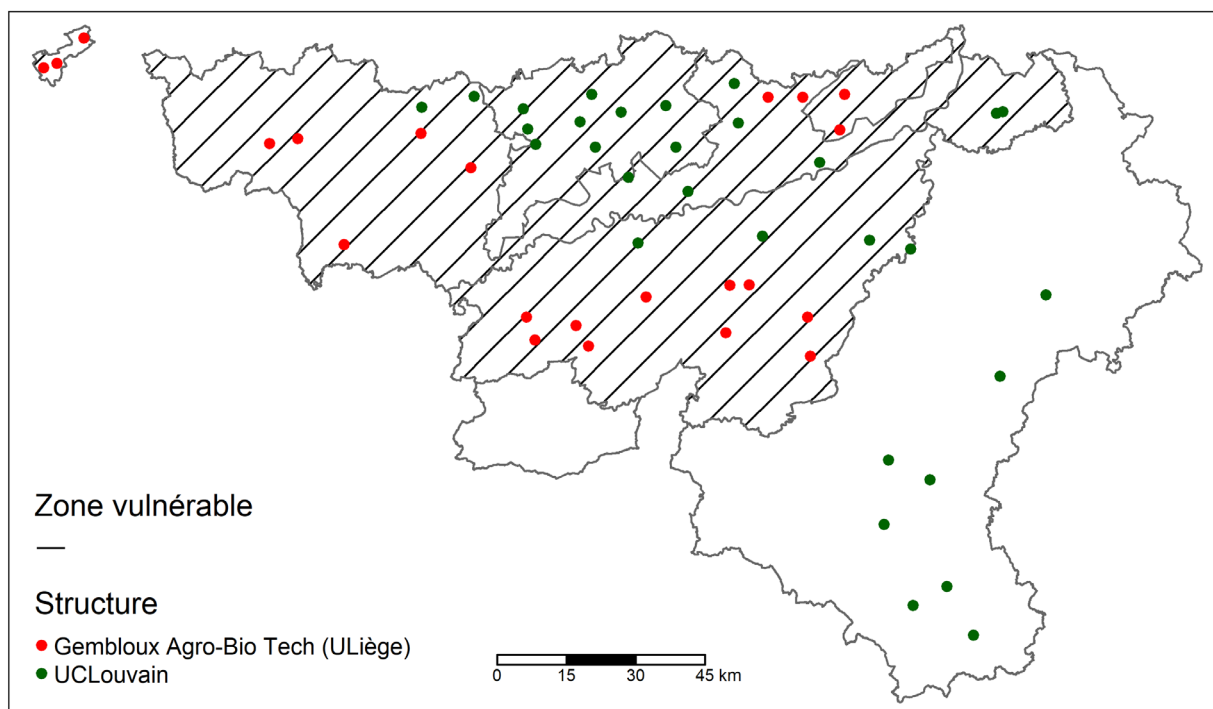 Zone vulnérable
Structure
Gembloux Agro-Bio Tech (ULiège)
UCLouvain
0 15 30 45 km